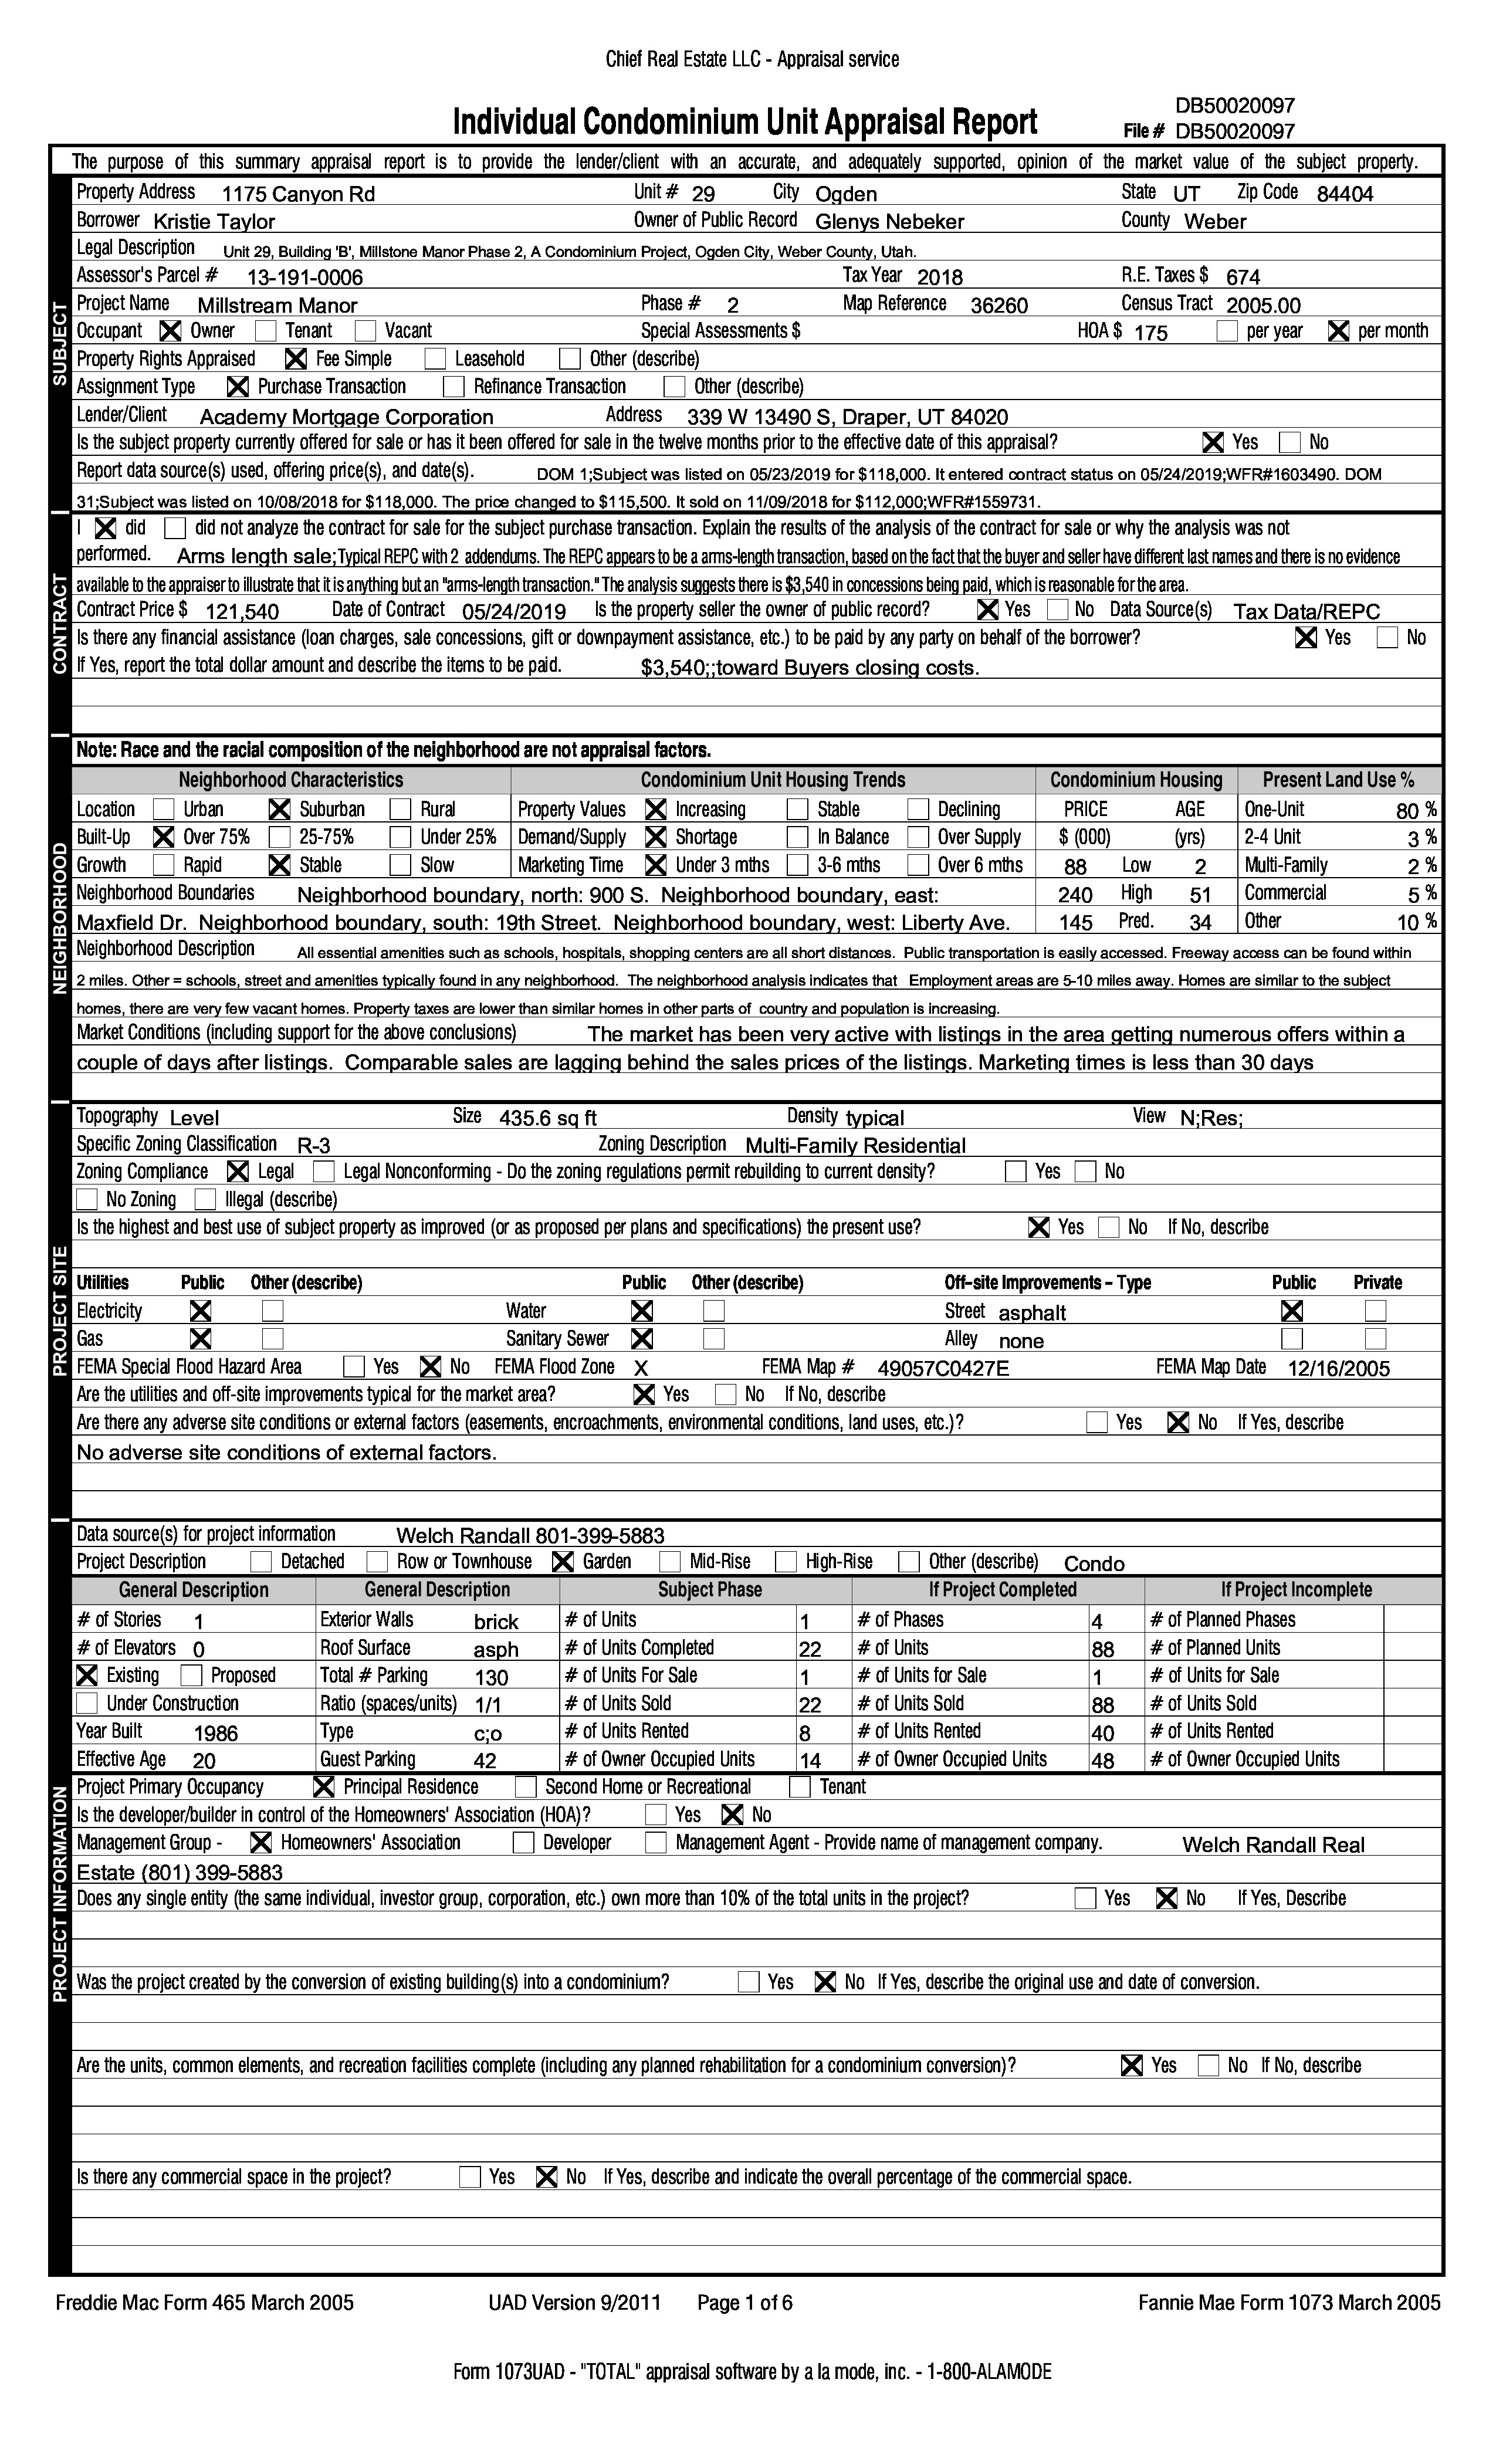 Chief Real Estate LLC - Appraisal service
DB50020097
Individual Condominium Unit Appraisal Report File # DB50020097
The purpose of this summary appraisal report is to provide the lender/client with an accurate, and adequately supported, opinion of the market value of the subject property.
SUBJECT
Property Address 1175 Canyon Rd Unit # 29 City Ogden State UT Zip Code 84404
Borrower Kristie Taylor Owner of Public Record Glenys Nebeker County Weber
Legal Description Unit 29, Building 'B', Millstone Manor Phase 2, A Condominium Project, Ogden City, Weber County, Utah.
Assessor's Parcel # 13-191-0006 Tax Year 2018 R.E. Taxes $ 674
Project Name Millstream Manor Phase # 2 Map Reference 36260 Census Tract 2005.00
Occupant Owner Tenant Vacant Special Assessments $ HOA $ 175 per year per month
Property Rights Appraised Fee Simple Leasehold Other (describe)
Assignment Type Purchase Transaction Refinance Transaction Other (describe)
Lender/Client Academy Mortgage Corporation Address 339 W 13490 S, Draper, UT 84020
Is the subject property currently offered for sale or has it been offered for sale in the twelve months prior to the effective date of this appraisal? Yes No
Report data source(s) used, offering price(s), and date(s). DOM 1;Subject was listed on 05/23/2019 for $118,000. It entered contract status on 05/24/2019;WFR#1603490. DOM
31;Subject was listed on 10/08/2018 for $118,000. The price changed to $115,500. It sold on 11/09/2018 for $112,000;WFR#1559731.
CONTRACT
I did did not analyze the contract for sale for the subject purchase transaction. Explain the results of the analysis of the contract for sale or why the analysis was not
performed. Arms length sale;Typical REPC with 2 addendums. The REPC appears to be a arms-length transaction, based on the fact that the buyer and seller have different last names and there is no evidence
available to the appraiser to illustrate that it is anything but an "arms-length transaction." The analysis suggests there is $3,540 in concessions being paid, which is reasonable for the area.
Contract Price $ 121,540 Date of Contract 05/24/2019 Is the property seller the owner of public record? Yes No Data Source(s) Tax Data/REPC
Is there any financial assistance (loan charges, sale concessions, gift or downpayment assistance, etc.) to be paid by any party on behalf of the borrower? Yes No
If Yes, report the total dollar amount and describe the items to be paid. $3,540;;toward Buyers closing costs.
NEIGHBORHOOD
Note: Race and the racial composition of the neighborhood are not appraisal factors.
Neighborhood Characteristics Condominium Unit Housing Trends Condominium Housing Present Land Use %
Location Urban Suburban Rural Property Values Increasing Stable Declining PRICE AGE One-Unit 80 %
Built-Up Over 75% 25-75% Under 25% Demand/Supply Shortage In Balance Over Supply $ (000) (yrs) 2-4 Unit 3 %
Growth Rapid Stable Slow Marketing Time Under 3 mths 3-6 mths Over 6 mths 88 Low 2 Multi-Family 2 %
Neighborhood Boundaries Neighborhood boundary, north: 900 S. Neighborhood boundary, east: 240 High 51 Commercial 5 %
Maxfield Dr. Neighborhood boundary, south: 19th Street. Neighborhood boundary, west: Liberty Ave. 145 Pred. 34 Other 10 %
Neighborhood Description All essential amenities such as schools, hospitals, shopping centers are all short distances. Public transportation is easily accessed. Freeway access can be found within
2 miles. Other = schools, street and amenities typically found in any neighborhood. The neighborhood analysis indicates that Employment areas are 5-10 miles away. Homes are similar to the subject
homes, there are very few vacant homes. Property taxes are lower than similar homes in other parts of country and population is increasing.
Market Conditions (including support for the above conclusions) The market has been very active with listings in the area getting numerous offers within a
couple of days after listings. Comparable sales are lagging behind the sales prices of the listings. Marketing times is less than 30 days
PROJECT SITE
Topography Level Size 435.6 sq ft Density typical View N;Res;
Specific Zoning Classification R-3 Zoning Description Multi-Family Residential
Zoning Compliance Legal Legal Nonconforming - Do the zoning regulations permit rebuilding to current density? Yes No
No Zoning Illegal (describe)
Is the highest and best use of subject property as improved (or as proposed per plans and specifications) the present use? Yes No If No, describe
Utilities Public Other (describe) Public Other (describe) Off-site Improvements - Type Public Private
Electricity Water Street asphalt
Gas Sanitary Sewer Alley none
FEMA Special Flood Hazard Area Yes No FEMA Flood Zone X FEMA Map # 49057C0427E FEMA Map Date 12/16/2005
Are the utilities and off-site improvements typical for the market area? Yes No If No, describe
Are there any adverse site conditions or external factors (easements, encroachments, environmental conditions, land uses, etc.)? Yes No If Yes, describe
No adverse site conditions of external factors.
PROJECT INFORMATION
Data source(s) for project information Welch Randall 801-399-5883
Project Description Detached Row or Townhouse Garden Mid-Rise High-Rise Other (describe) Condo
General Description General Description Subject Phase If Project Completed If Project Incomplete
# of Stories 1 Exterior Walls brick # of Units 1 # of Phases 4 # of Planned Phases
# of Elevators 0 Roof Surface asph # of Units Completed 22 # of Units 88 # of Planned Units
Existing Proposed Total # Parking 130 # of Units For Sale 1 # of Units for Sale 1 # of Units for Sale
Under Construction Ratio (spaces/units) 1/1 # of Units Sold 22 # of Units Sold 88 # of Units Sold
Year Built 1986 Type c;o # of Units Rented 8 # of Units Rented 40 # of Units Rented
Effective Age 20 Guest Parking 42 # of Owner Occupied Units 14 # of Owner Occupied Units 48 # of Owner Occupied Units
Project Primary Occupancy Principal Residence Second Home or Recreational Tenant
Is the developer/builder in control of the Homeowners' Association (HOA)? Yes No
Management Group - Homeowners' Association Developer Management Agent - Provide name of management company. Welch Randall Real
Estate (801) 399-5883
Does any single entity (the same individual, investor group, corporation, etc.) own more than 10% of the total units in the project? Yes No If Yes, Describe
Was the project created by the conversion of existing building(s) into a condominium? Yes No If Yes, describe the original use and date of conversion.
Are the units, common elements, and recreation facilities complete (including any planned rehabilitation for a condominium conversion)? Yes No If No, describe
Is there any commercial space in the project? Yes No If Yes, describe and indicate the overall percentage of the commercial space.
Freddie Mac Form 465 March 2005 UAD Version 9/2011 Page 1 of 6 Fannie Mae Form 1073 March 2005
Form 1073UAD - "TOTAL" appraisal software by a la mode, inc. - 1-800-ALAMODE